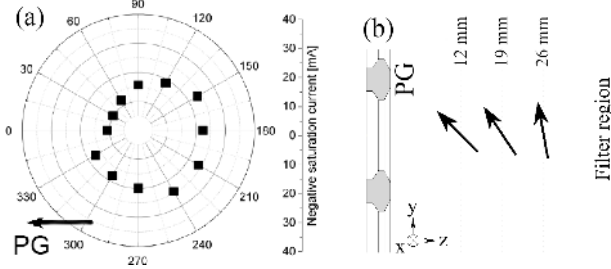 (a)
90
60
120
30
150
0
180
330
210
300
240
270
PG
40
30
20
10
0
10
20
30
40
Negative saturation current [mA]
(b)
PG
12 mm
19 mm
26 mm
Filter region
y
x
z